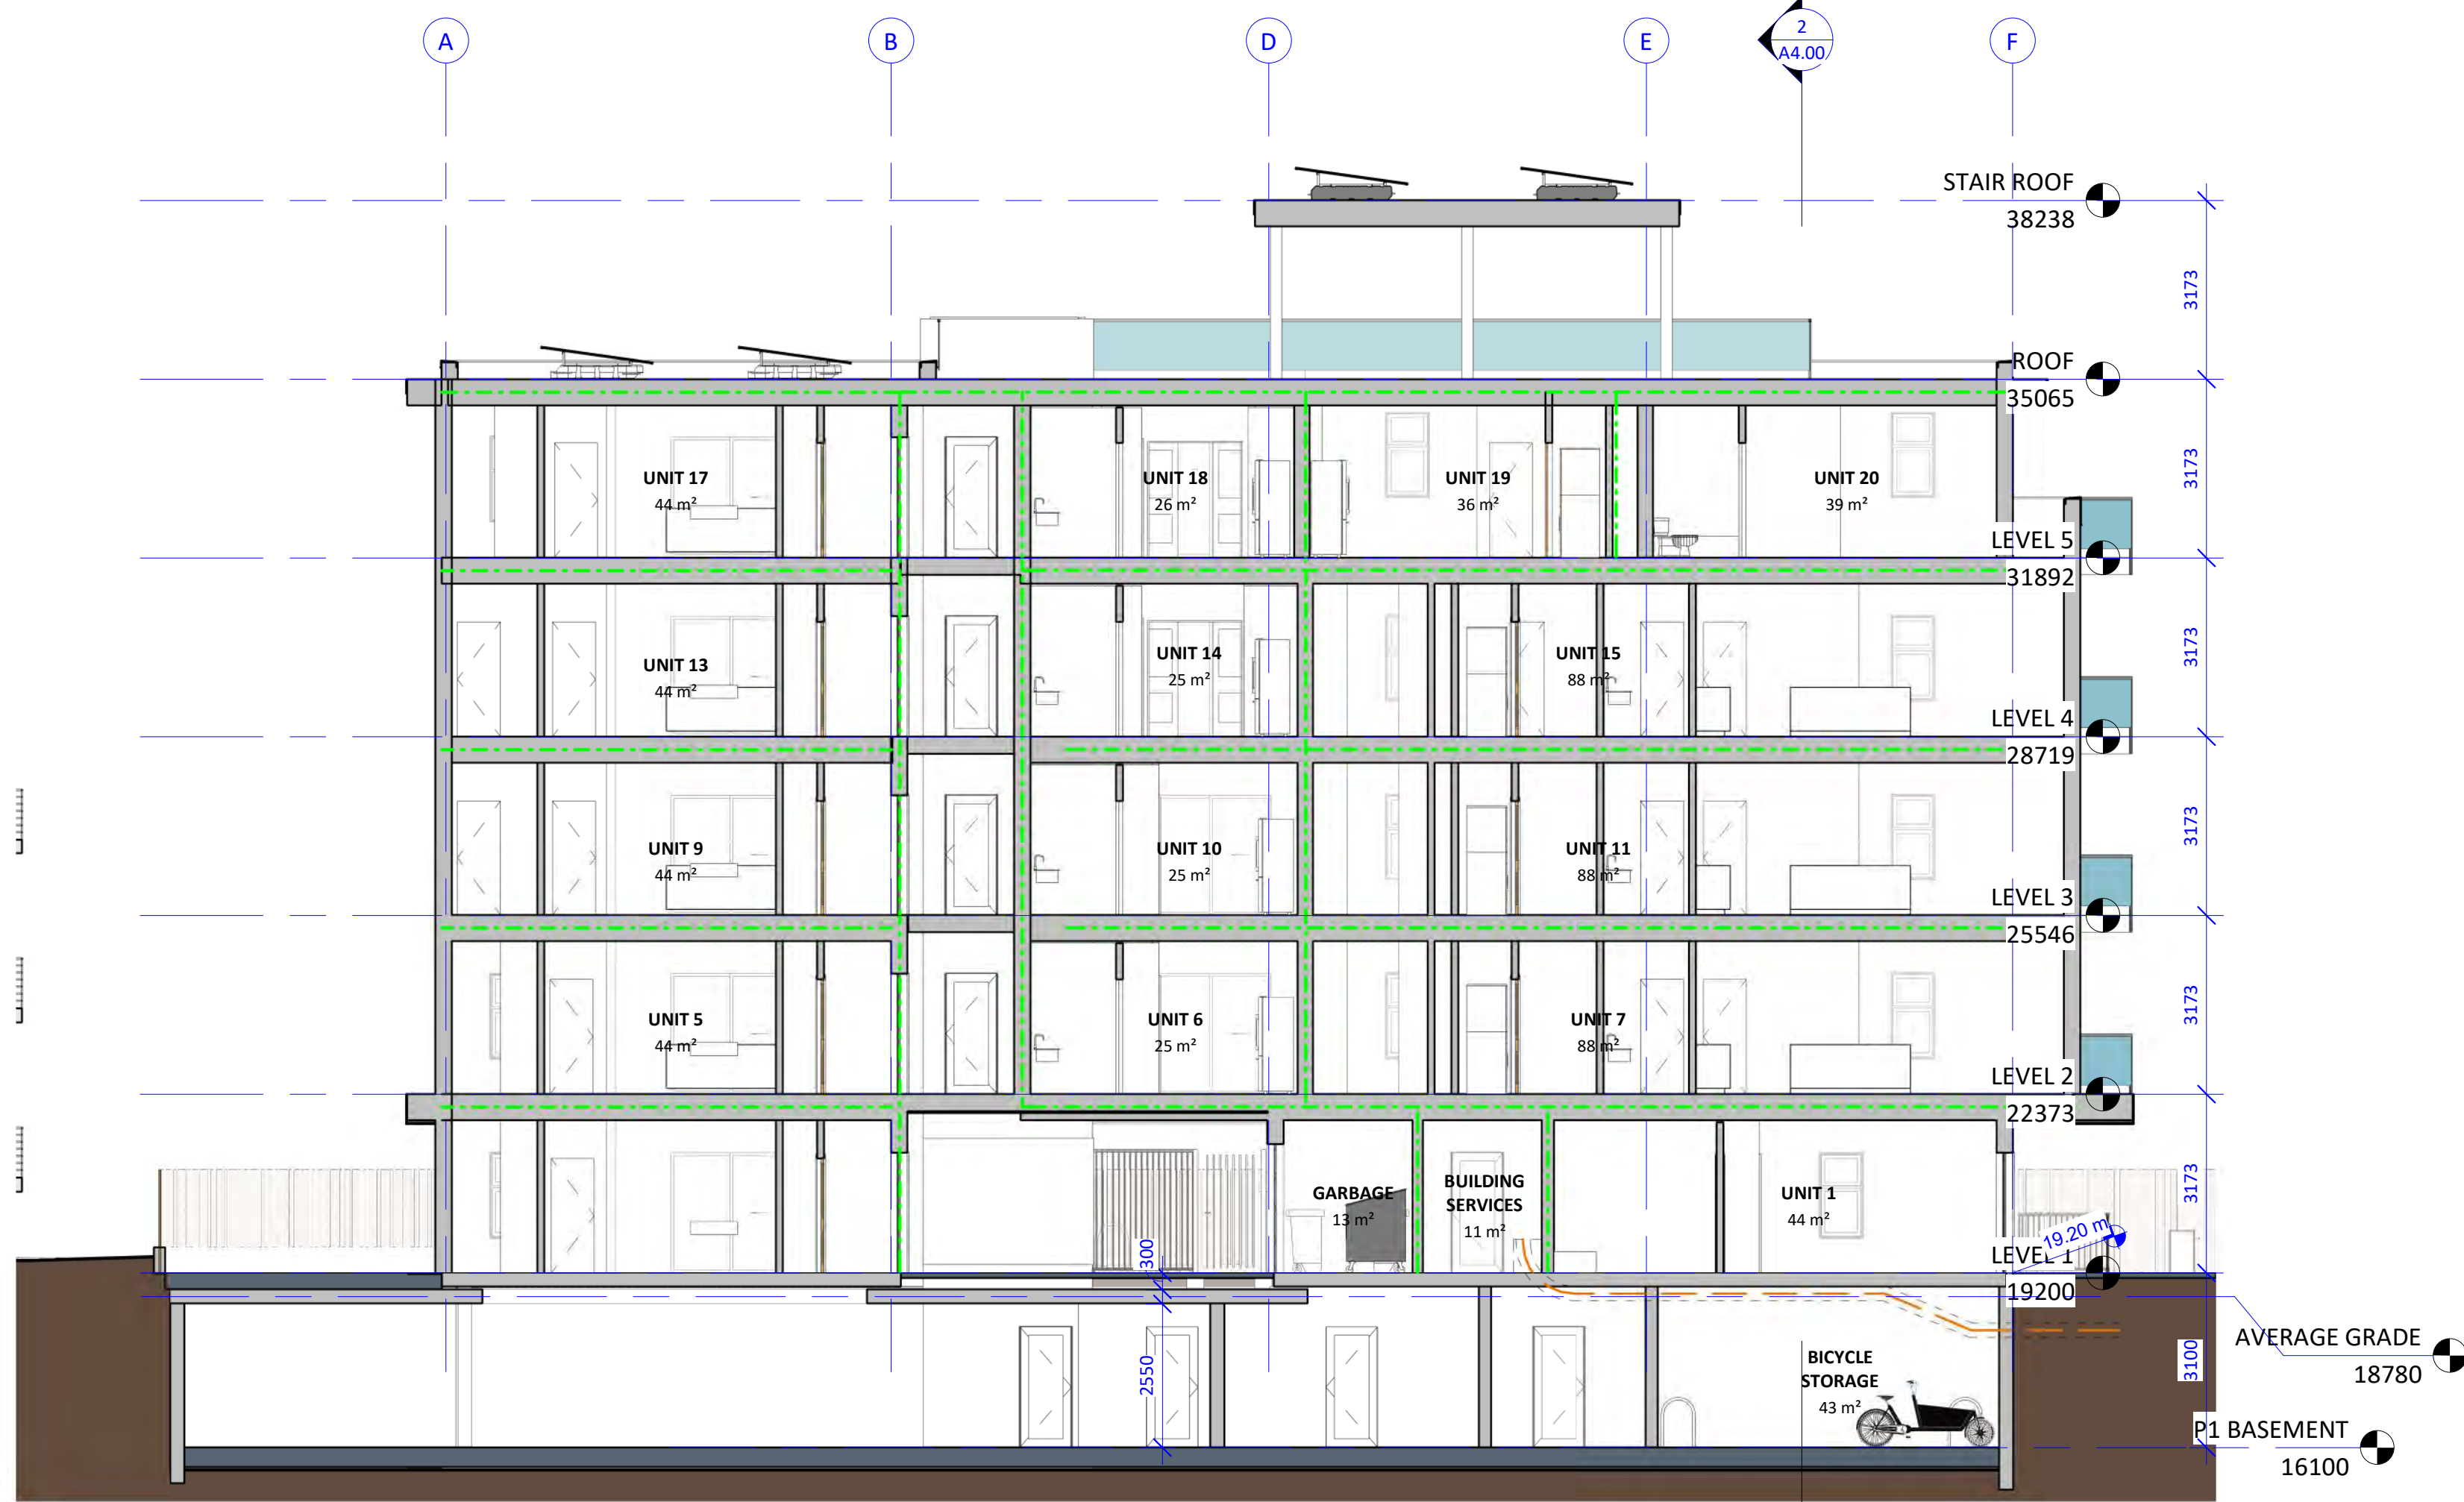 A
B
D
E
2
A4.00
F
STAIR ROOF
38238
3173
ROOF
35065
3173
UNIT 17
44 m²
UNIT 18
26 m²
UNIT 19
36 m²
UNIT 20
39 m²
LEVEL 5
31892
3173
UNIT 13
44 m²
UNIT 14
25 m²
UNIT 15
88 m²
LEVEL 4
28719
3173
UNIT 9
44 m²
UNIT 10
25 m²
UNIT 11
88 m²
LEVEL 3
25546
3173
UNIT 5
44 m²
UNIT 6
25 m²
UNIT 7
88 m²
LEVEL 2
22373
3173
GARBAGE
13 m²
BUILDING
SERVICES
11 m²
UNIT 1
44 m²
19.20 m
LEVEL 1
19200
300
2550
3100
AVERAGE GRADE
18780
BICYCLE
STORAGE
43 m²
P1 BASEMENT
16100